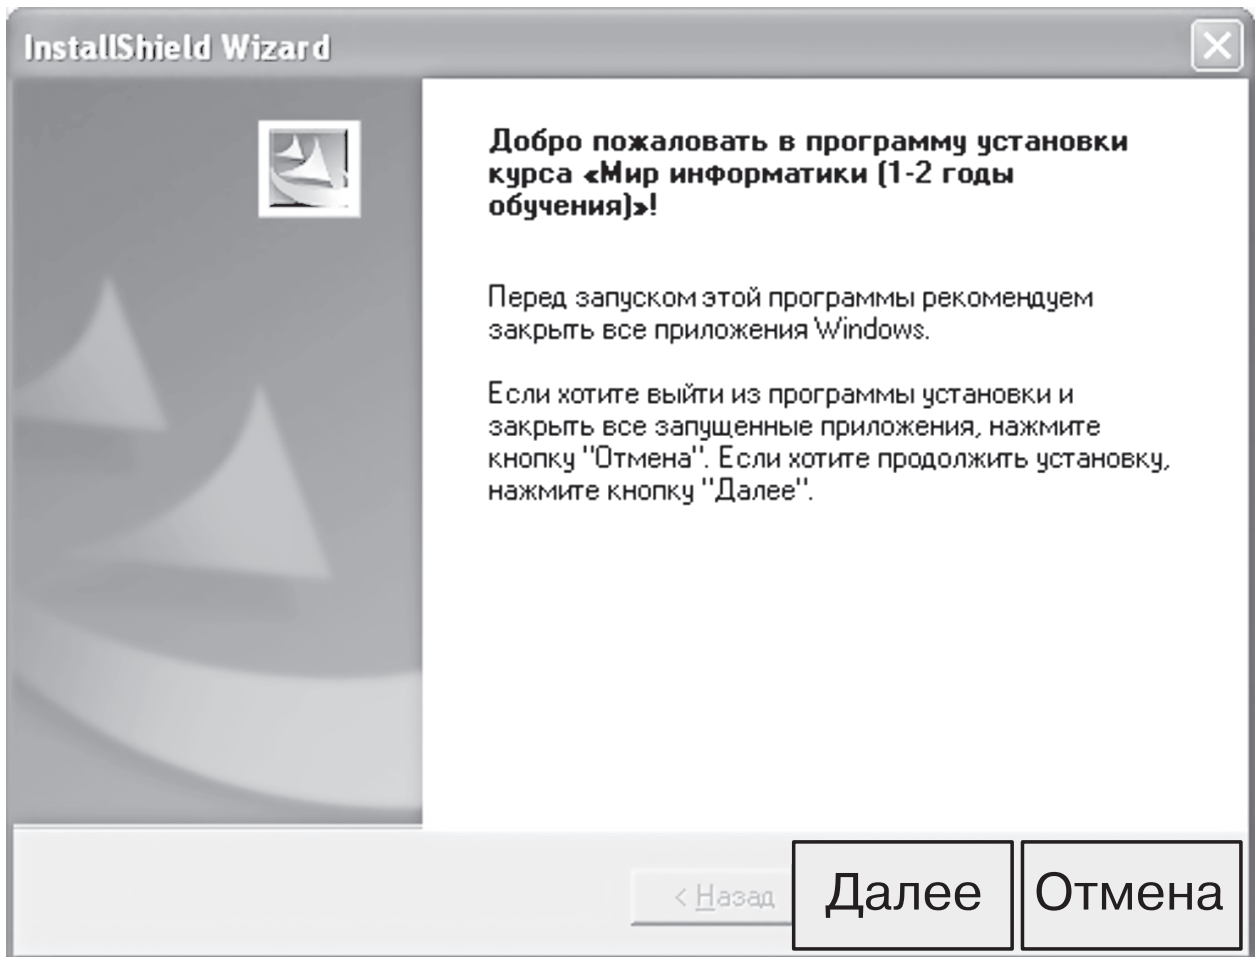 InstallShield Wizard
Добро пожаловать в программу установки
курса «Мир информатики (1-2 годы
обучения)»!
Перед запуском этой программы рекомендуем
закрыть все приложения Windows.
Если хотите выйти из программы установки и
закрыть все запущенные приложения, нажмите
кнопку "Отмена". Если хотите продолжить установку,
нажмите кнопку "Далее".
< Назад
Далее
Отмена